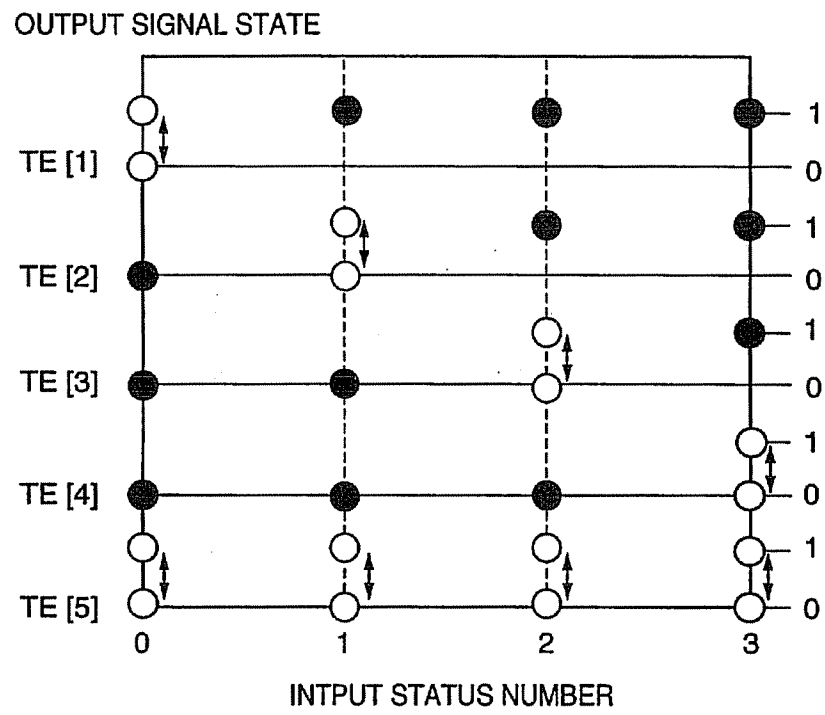 OUTPUT SIGNAL STATE
1
TE [1] 0
1
TE [2] 0
1
TE [3] 0
1
TE [4] 0
1
TE [5] 0
0 1 2 3
INTPUT STATUS NUMBER